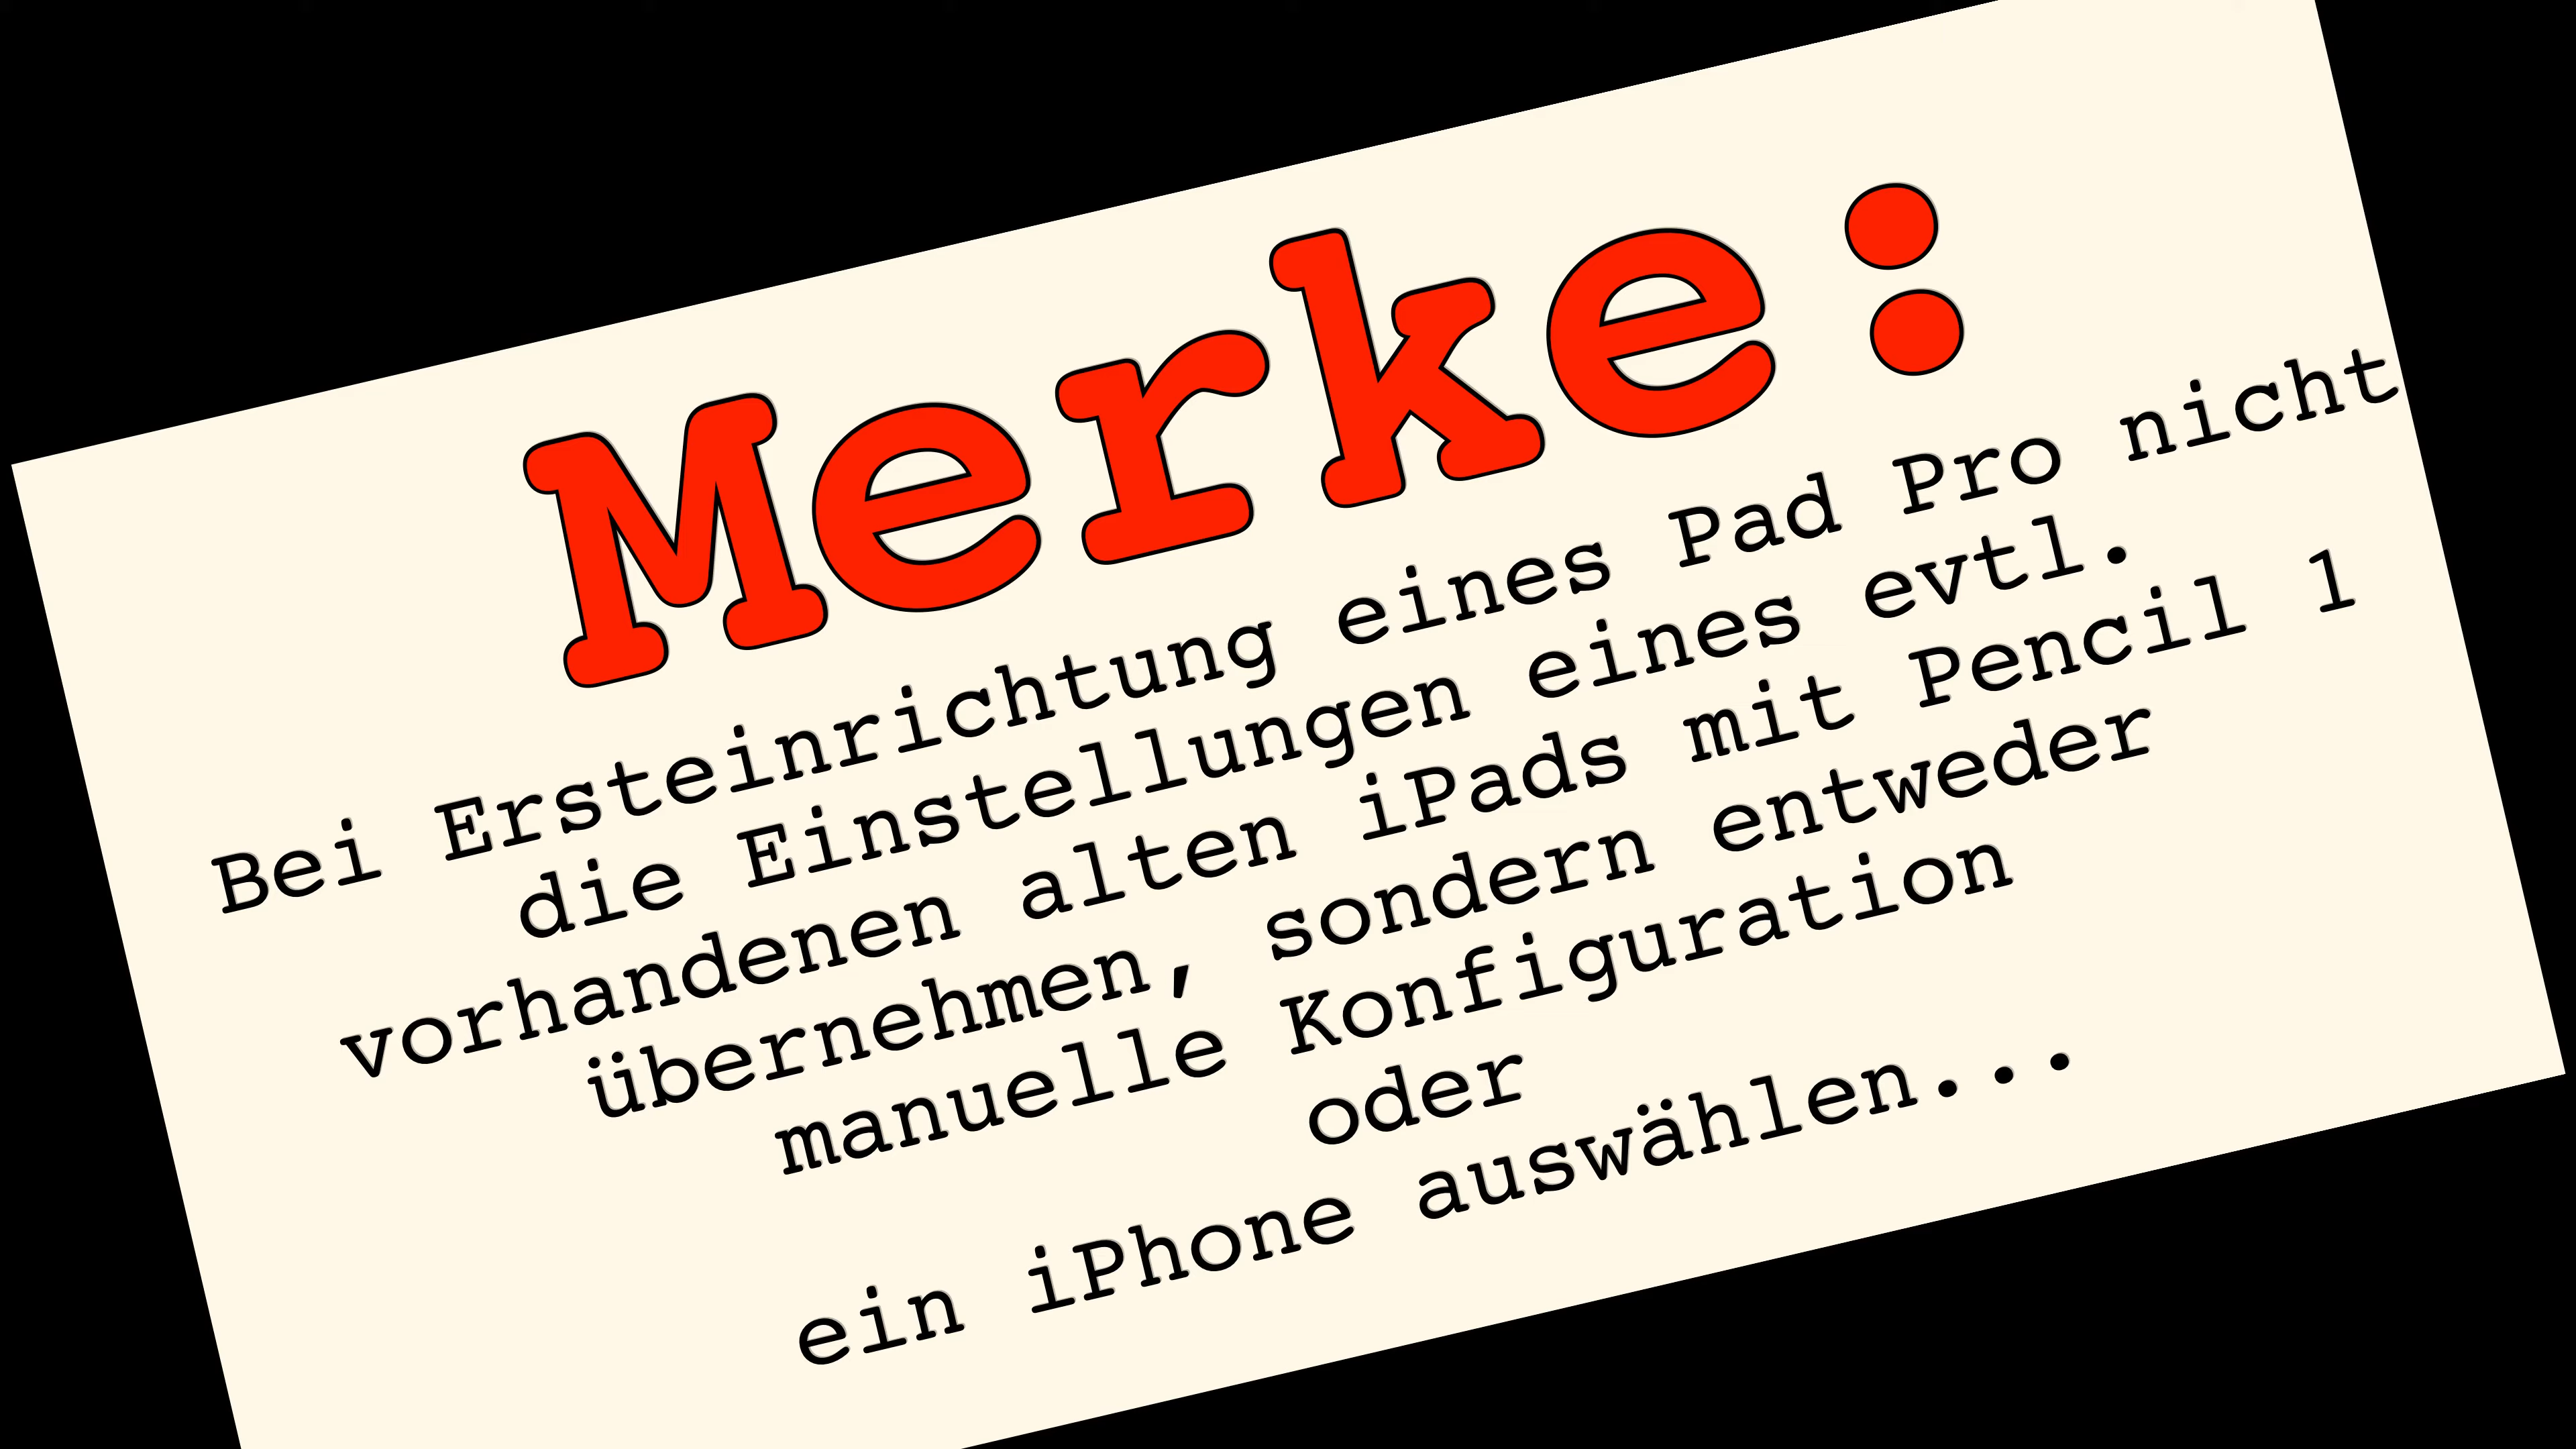 Merke:
Bei Ersteinrichtung eines Pad Pro nicht
die Einstellungen eines evtl.
vorhandenen alten iPads mit Pencil 1
übernehmen, sondern entweder
manuelle Konfiguration
oder
ein iPhone auswählen...